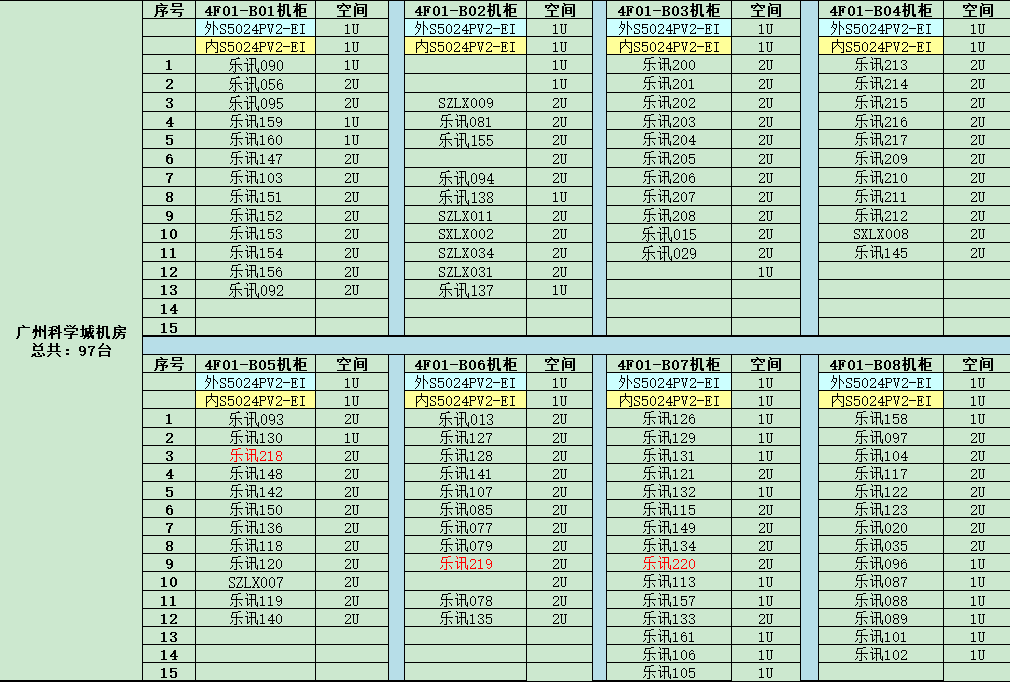 序号 4F01-B01机柜 空间 4F01-B02机柜 空间 4F01-B03机柜 空间 4F01-B04机柜 空间
外S5024PV2-EI 1U 外S5024PV2-EI 1U 外S5024PV2-EI 1U 外S5024PV2-EI 1U
内S5024PV2-EI 1U 内S5024PV2-EI 1U 内S5024PV2-EI 1U 内S5024PV2-EI 1U
1 乐讯090 1U 1U 乐讯200 2U 乐讯213 2U
2 乐讯056 2U 1U 乐讯201 2U 乐讯214 2U
3 乐讯095 2U SZLX009 2U 乐讯202 2U 乐讯215 2U
4 乐讯159 1U 乐讯081 2U 乐讯203 2U 乐讯216 2U
5 乐讯160 1U 乐讯155 2U 乐讯204 2U 乐讯217 2U
6 乐讯147 2U 2U 乐讯205 2U 乐讯209 2U
7 乐讯103 2U 乐讯094 2U 乐讯206 2U 乐讯210 2U
8 乐讯151 2U 乐讯138 1U 乐讯207 2U 乐讯211 2U
9 乐讯152 2U SZLX011 2U 乐讯208 2U 乐讯212 2U
10 乐讯153 2U SXLX002 2U 乐讯015 2U SXLX008 2U
11 乐讯154 2U SZLX034 2U 乐讯029 2U 乐讯145 2U
12 乐讯156 2U SZLX031 2U 1U
13 乐讯092 2U 乐讯137 1U
14
15
广州科学城机房
总共：97台
序号 4F01-B05机柜 空间 4F01-B06机柜 空间 4F01-B07机柜 空间 4F01-B08机柜 空间
外S5024PV2-EI 1U 外S5024PV2-EI 1U 外S5024PV2-EI 1U 外S5024PV2-EI 1U
内S5024PV2-EI 1U 内S5024PV2-EI 1U 内S5024PV2-EI 1U 内S5024PV2-EI 1U
1 乐讯093 2U 乐讯013 2U 乐讯126 1U 乐讯158 1U
2 乐讯130 1U 乐讯127 2U 乐讯129 1U 乐讯097 2U
3 乐讯218 2U 乐讯128 2U 乐讯131 1U 乐讯104 2U
4 乐讯148 2U 乐讯141 2U 乐讯121 2U 乐讯117 2U
5 乐讯142 2U 乐讯107 2U 乐讯132 1U 乐讯122 2U
6 乐讯150 2U 乐讯085 2U 乐讯115 2U 乐讯123 2U
7 乐讯136 2U 乐讯077 2U 乐讯149 2U 乐讯020 2U
8 乐讯118 2U 乐讯079 2U 乐讯134 2U 乐讯035 2U
9 乐讯120 2U 乐讯219 2U 乐讯220 2U 乐讯096 1U
10 SZLX007 2U 2U 乐讯113 1U 乐讯087 1U
11 乐讯119 2U 乐讯078 2U 乐讯157 1U 乐讯088 1U
12 乐讯140 2U 乐讯135 2U 乐讯133 2U 乐讯089 1U
13 乐讯161 1U 乐讯101 1U
14 乐讯106 1U 乐讯102 1U
15 乐讯105 1U